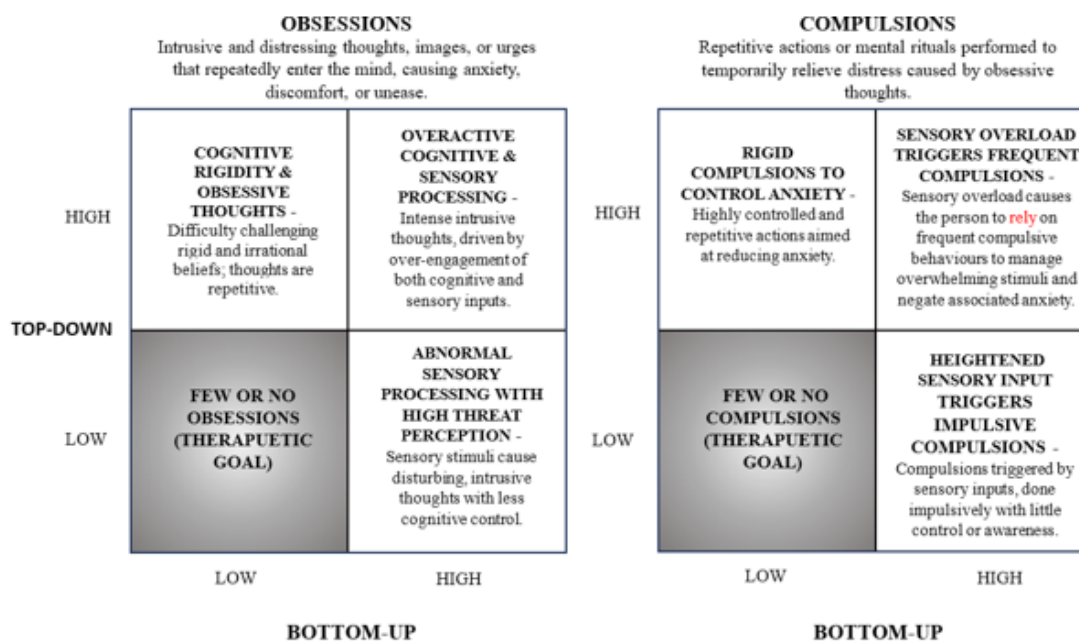 OBSESSIONS
Intrusive and distressing thoughts, images, or urges
that repeatedly enter the mind, causing anxiety,
discomfort, or unease.
COGNITIVE
RIGIDITY &
OBSESSIVE
THOUGHTS -
Difficulty challenging
rigid and irrational
beliefs; thoughts are
repetitive.
OVERACTIVE
COGNITIVE &
SENSORY
PROCESSING -
Intense intrusive
thoughts, driven by
over-engagement of
both cognitive and
sensory inputs.
HIGH
TOP-DOWN
FEW OR NO
OBSESSIONS
(THERAPUETIC
GOAL)
ABNORMAL
SENSORY
PROCESSING WITH
HIGH THREAT
PERCEPTION -
Sensory stimuli cause
disturbing, intrusive
thoughts with less
cognitive control.
LOW
LOW
HIGH
BOTTOM-UP
COMPULSIONS
Repetitive actions or mental rituals performed to
temporarily relieve distress caused by obsessive
thoughts.
HIGH
RIGID
COMPULSIONS TO
CONTROL ANXIETY -
Highly controlled and
repetitive actions aimed
at reducing anxiety.
SENSORY OVERLOAD
TRIGGERS FREQUENT
COMPULSIONS -
Sensory overload causes
the person to rely on
frequent compulsive
behaviours to manage
overwhelming stimuli and
negate associated anxiety.
LOW
FEW OR NO
COMPULSIONS
(THERAPUETIC
GOAL)
HEIGHTENED
SENSORY INPUT
TRIGGERS
IMPULSIVE
COMPULSIONS -
Compulsions triggered by
sensory inputs, done
impulsively with little
control or awareness.
LOW
HIGH
BOTTOM-UP